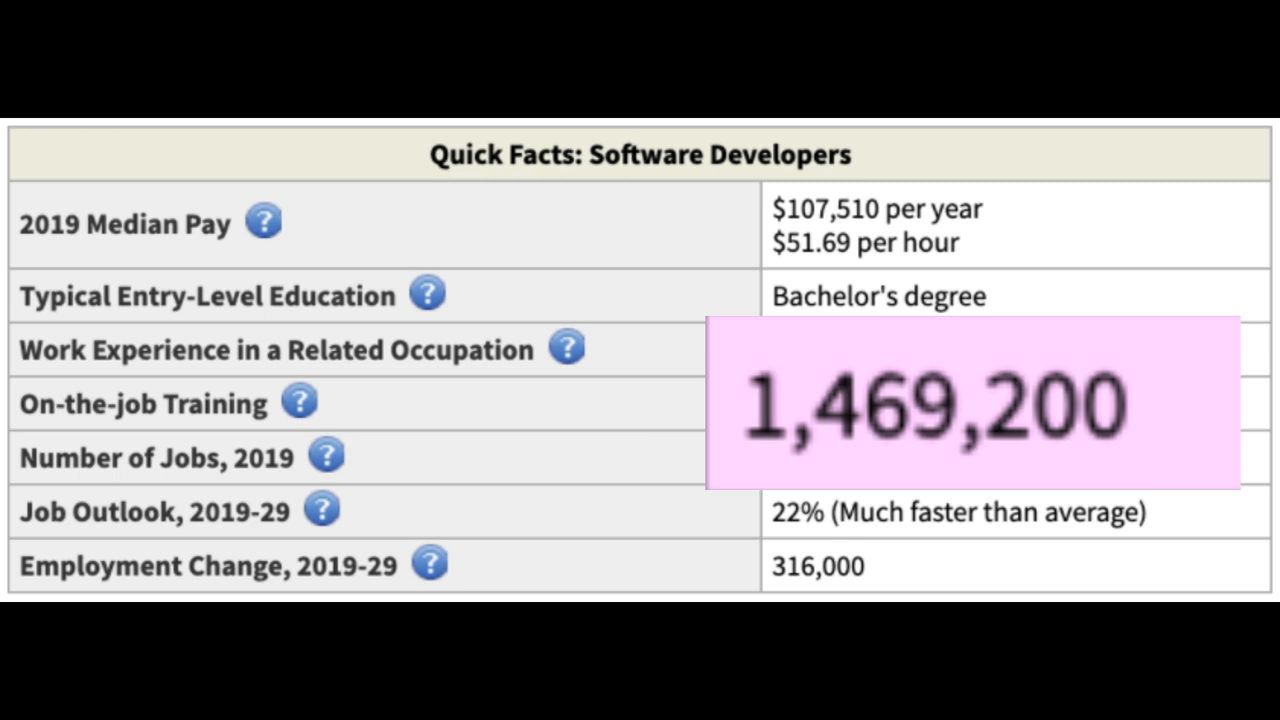 Quick Facts: Software Developers
2019 Median Pay ?
$107,510 per year
$51.69 per hour
Typical Entry-Level Education ?
Bachelor's degree
Work Experience in a Related Occupation ?
On-the-job Training ?
Number of Jobs, 2019 ?
1,469,200
Job Outlook, 2019-29 ?
22% (Much faster than average)
Employment Change, 2019-29 ?
316,000